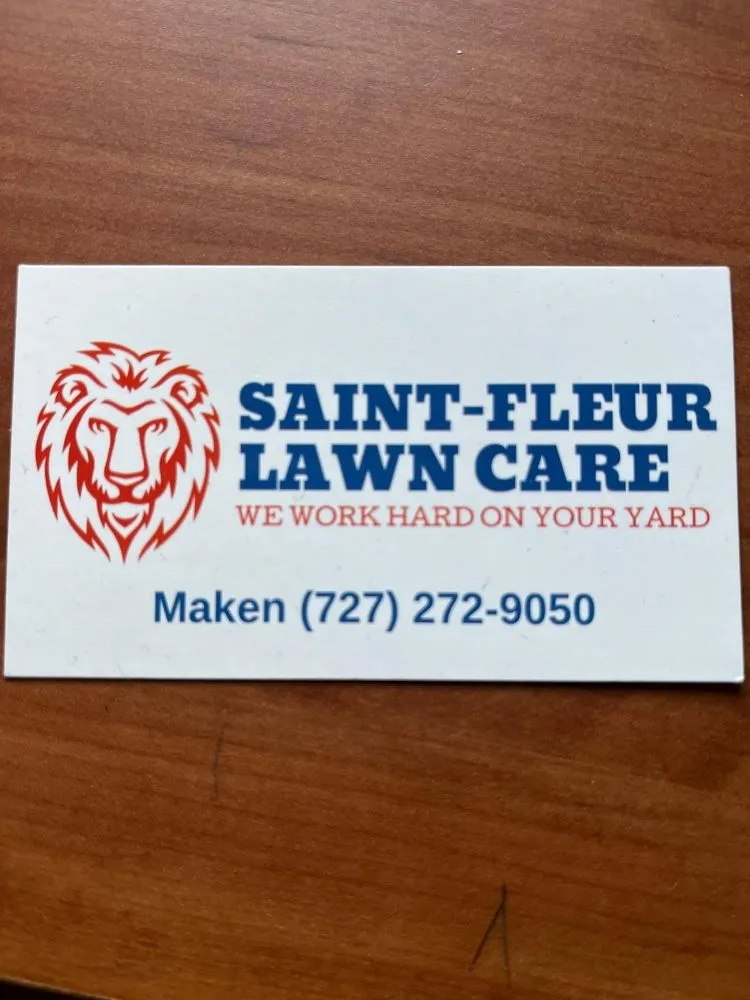 SAINT-FLEUR
LAWN CARE
WE WORK HARD ON YOUR YARD
Maken (727) 272-9050